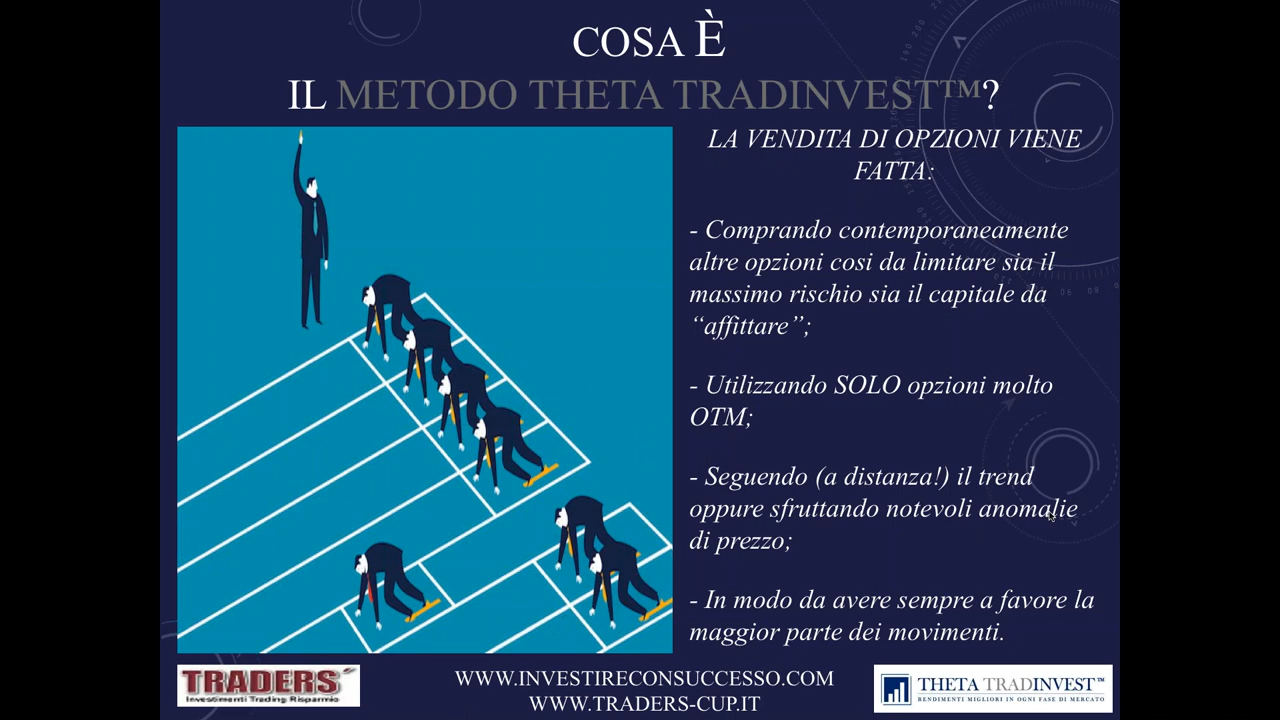 COSA È
IL METODO THETA TRADINVEST™?
LA VENDITA DI OPZIONI VIENE
FATTA:
- Comprando contemporaneamente
altre opzioni cosi da limitare sia il
massimo rischio sia il capitale da
“affittare”;
- Utilizzando SOLO opzioni molto
OTM;
- Seguendo (a distanza!) il trend
oppure sfruttando notevoli anomalie
di prezzo;
- In modo da avere sempre a favore la
maggior parte dei movimenti.
TRADERS´
Investimenti Trading Risparmio
WWW.INVESTIRECONSUCCESSO.COM
WWW.TRADERS-CUP.IT
THETA TRADINVEST™
RENDIMENTI MIGLIORI IN OGNI FASE DI MERCATO